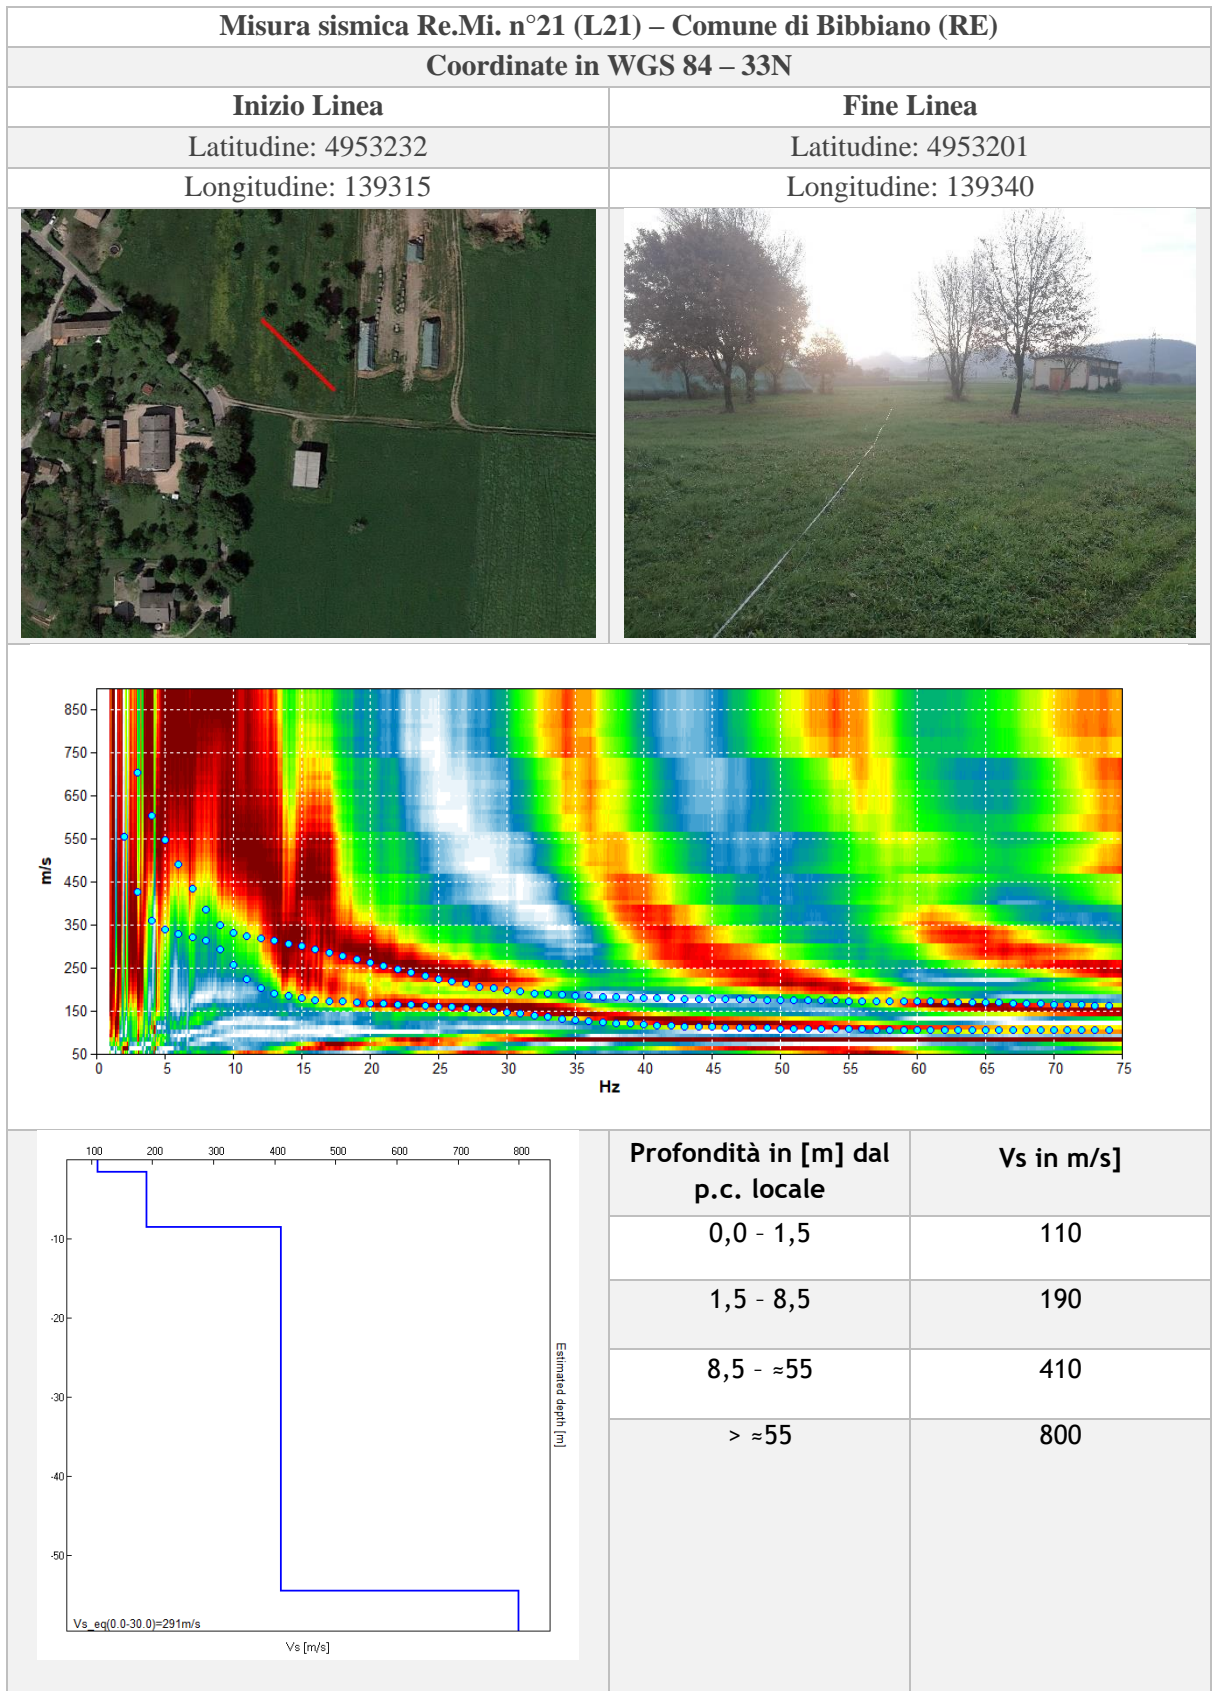 Misura sismica Re.Mi. n°21 (L21) – Comune di Bibbiano (RE)
Coordinate in WGS 84 – 33N
Inizio Linea
Fine Linea
Latitudine: 4953232
Latitudine: 4953201
Longitudine: 139315
Longitudine: 139340
850
750
650
550
450
350
250
150
50
m/s
0 5 10 15 20 25 30 35 40 45 50 55 60 65 70 75
Hz
100 200 300 400 500 600 700 800
-10
-20
-30
-40
-50
Estimated depth [m]
Vs_eq(0.0-30.0)=291m/s
Vs [m/s]
Profondità in [m] dal
p.c. locale
Vs in m/s]
0,0 – 1,5
110
1,5 – 8,5
190
8,5 – ≈55
410
> ≈55
800